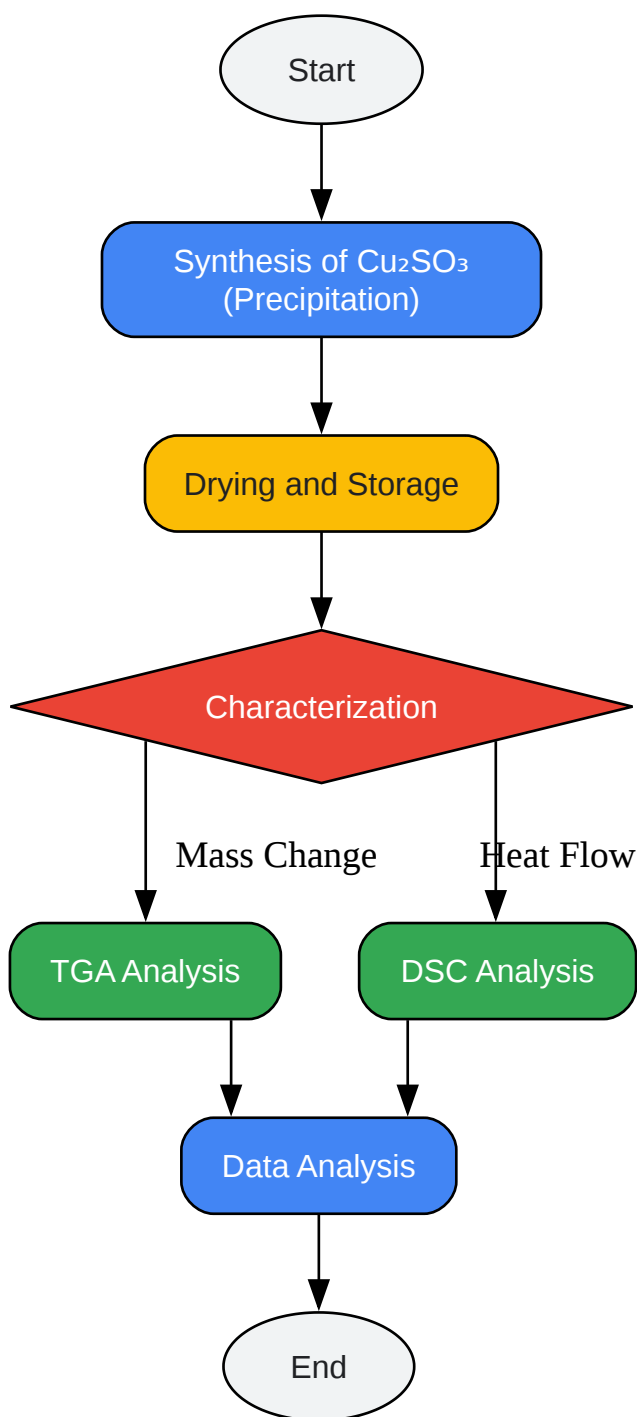 Start
Synthesis of Cu₂SO₃
(Precipitation)
Drying and Storage
Characterization
Mass Change
Heat Flow
TGA Analysis
DSC Analysis
Data Analysis
End